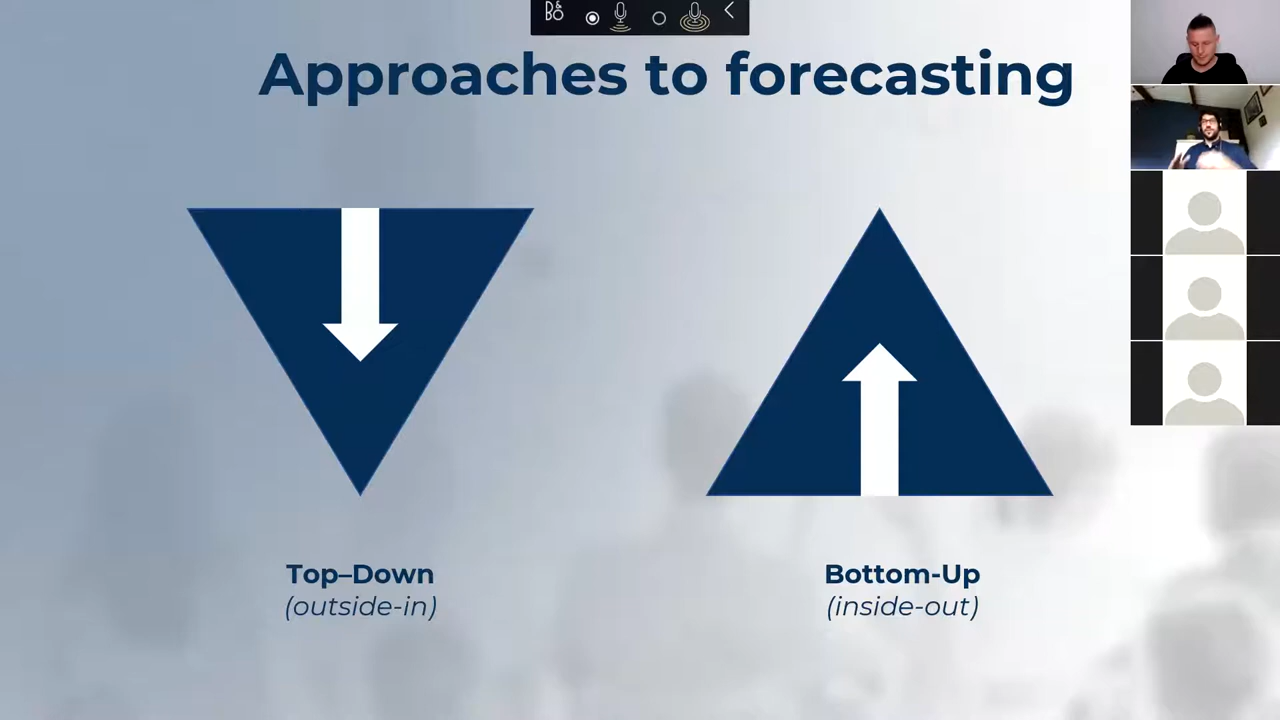 B&O
Approaches to forecasting
Top–Down
(outside-in)
Bottom-Up
(inside-out)